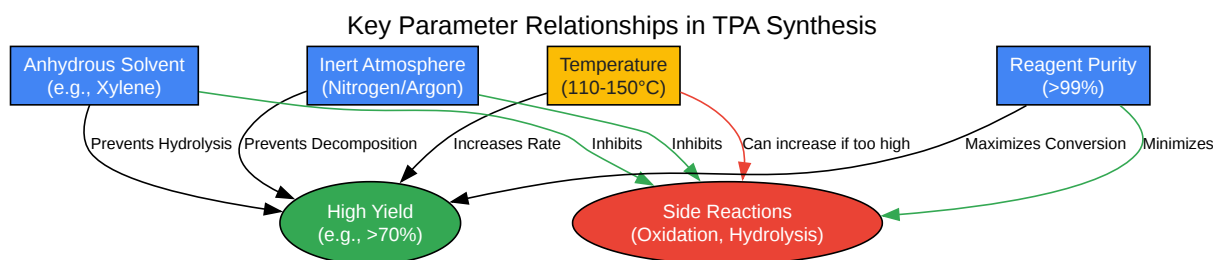 Key Parameter Relationships in TPA Synthesis
Anhydrous Solvent
(e.g., Xylene)
Inert Atmosphere
(Nitrogen/Argon)
Temperature
(110-150°C)
Reagent Purity
(>99%)
Prevents Hydrolysis
Prevents Decomposition
Increases Rate
Inhibits
Inhibits
Can increase if too high
Maximizes Conversion
Minimizes
High Yield
(e.g., >70%)
Side Reactions
(Oxidation, Hydrolysis)